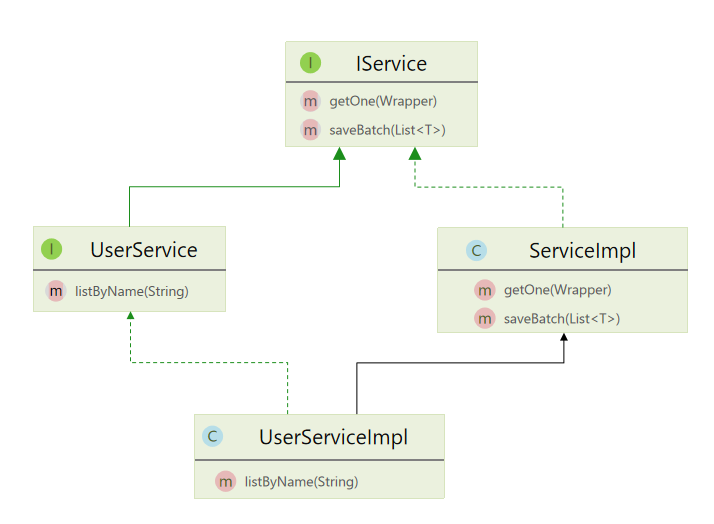 I IService
m getOne(Wrapper)
m saveBatch(List<T>)
I UserService
m listByName(String)
C ServiceImpl
m getOne(Wrapper)
m saveBatch(List<T>)
C UserServiceImpl
m listByName(String)